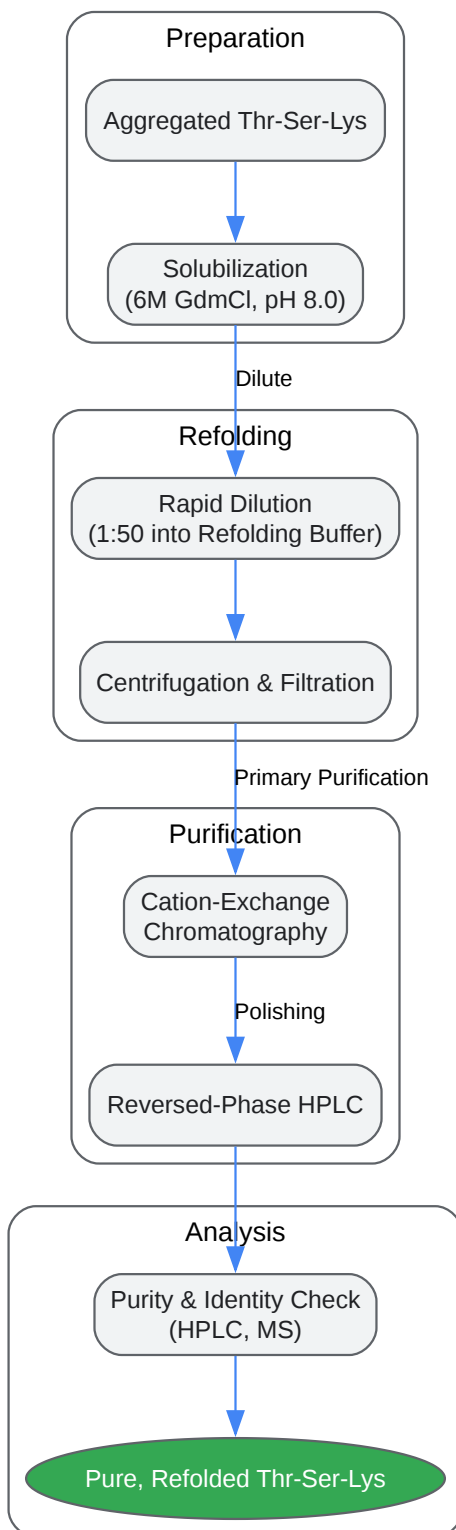 Preparation
Aggregated Thr-Ser-Lys
Solubilization
(6M GdmCl, pH 8.0)
Dilute
Refolding
Rapid Dilution
(1:50 into Refolding Buffer)
Centrifugation & Filtration
Primary Purification
Purification
Cation-Exchange
Chromatography
Polishing
Reversed-Phase HPLC
Analysis
Purity & Identity Check
(HPLC, MS)
Pure, Refolded Thr-Ser-Lys